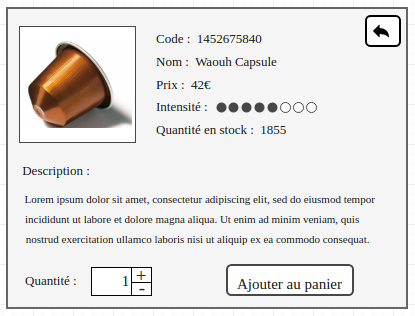 Code : 1452675840
Nom : Waouh Capsule
Prix : 42€
Intensité :
Quantité en stock : 1855
Description :
Lorem ipsum dolor sit amet, consectetur adipiscing elit, sed do eiusmod tempor
incididunt ut labore et dolore magna aliqua. Ut enim ad minim veniam, quis
nostrud exercitation ullamco laboris nisi ut aliquip ex ea commodo consequat.
Quantité : 1 + -
Ajouter au panier